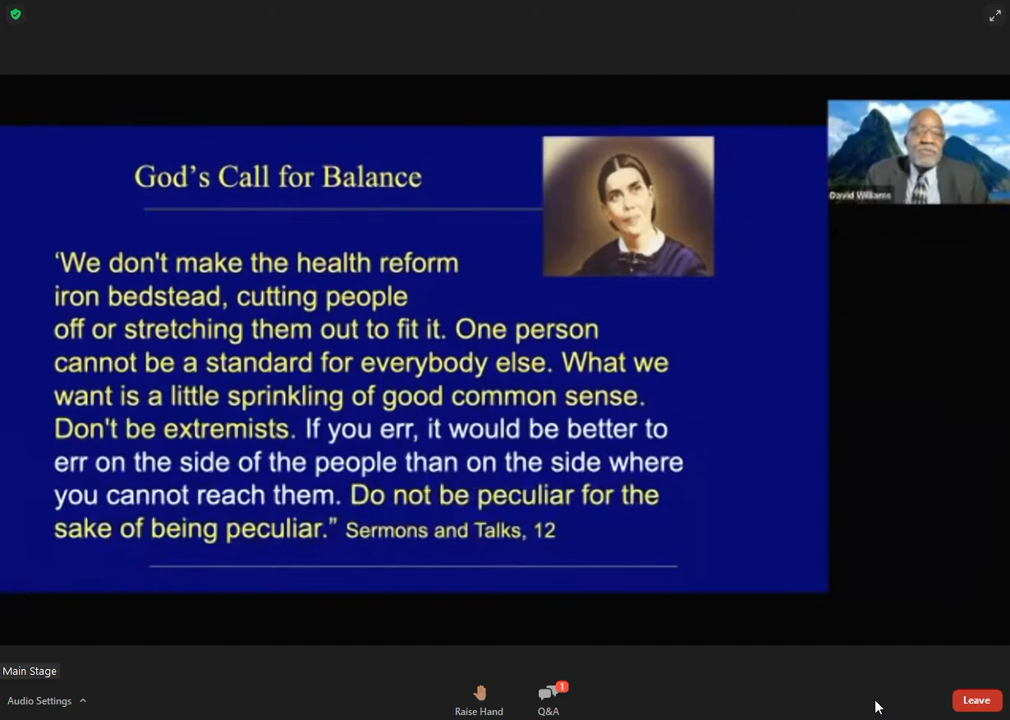 God's Call for Balance
David Williams
‘We don't make the health reform
iron bedstead, cutting people
off or stretching them out to fit it. One person
cannot be a standard for everybody else. What we
want is a little sprinkling of good common sense.
Don't be extremists. If you err, it would be better to
err on the side of the people than on the side where
you cannot reach them. Do not be peculiar for the
sake of being peculiar.” Sermons and Talks, 12
Main Stage
Audio Settings
Raise Hand
1
Q&A
Leave